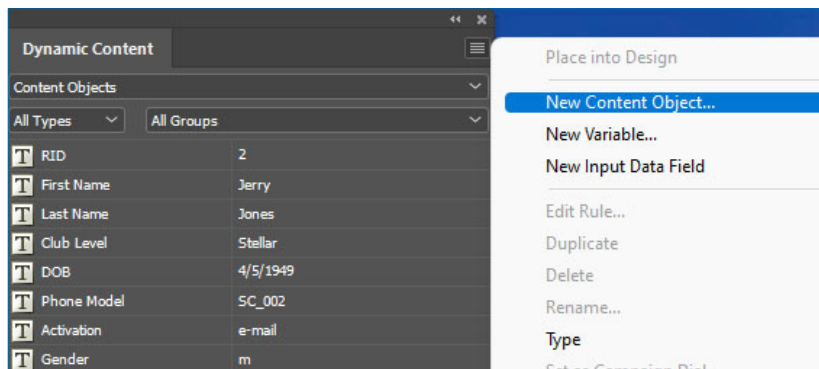 Dynamic Content
Content Objects
All Types All Groups
T RID 2
T First Name Jerry
T Last Name Jones
T Club Level Stellar
T DOB 4/5/1949
T Phone Model SC_002
T Activation e-mail
T Gender m
Place into Design
New Content Object...
New Variable...
New Input Data Field
Edit Rule...
Duplicate
Delete
Rename...
Type